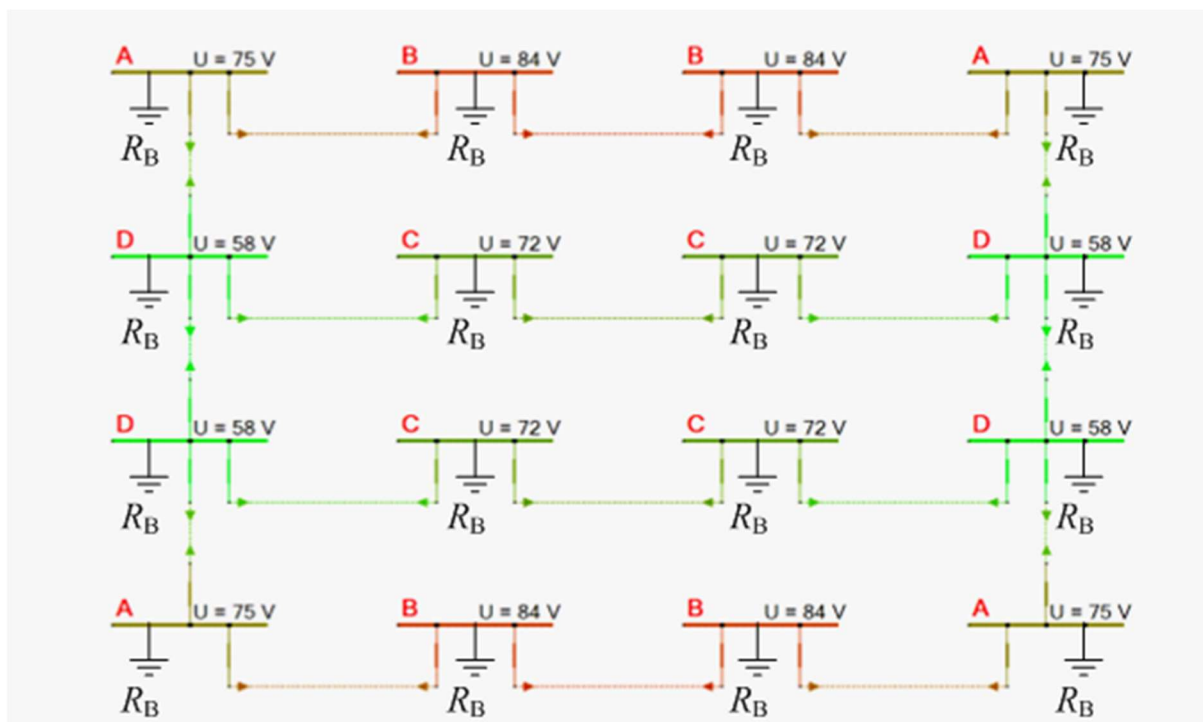 A U = 75 V B U = 84 V B U = 84 V A U = 75 V
RB RB RB RB
D U = 58 V C U = 72 V C U = 72 V D U = 58 V
RB RB RB RB
D U = 58 V C U = 72 V C U = 72 V D U = 58 V
RB RB RB RB
A U = 75 V B U = 84 V B U = 84 V A U = 75 V
RB RB RB RB